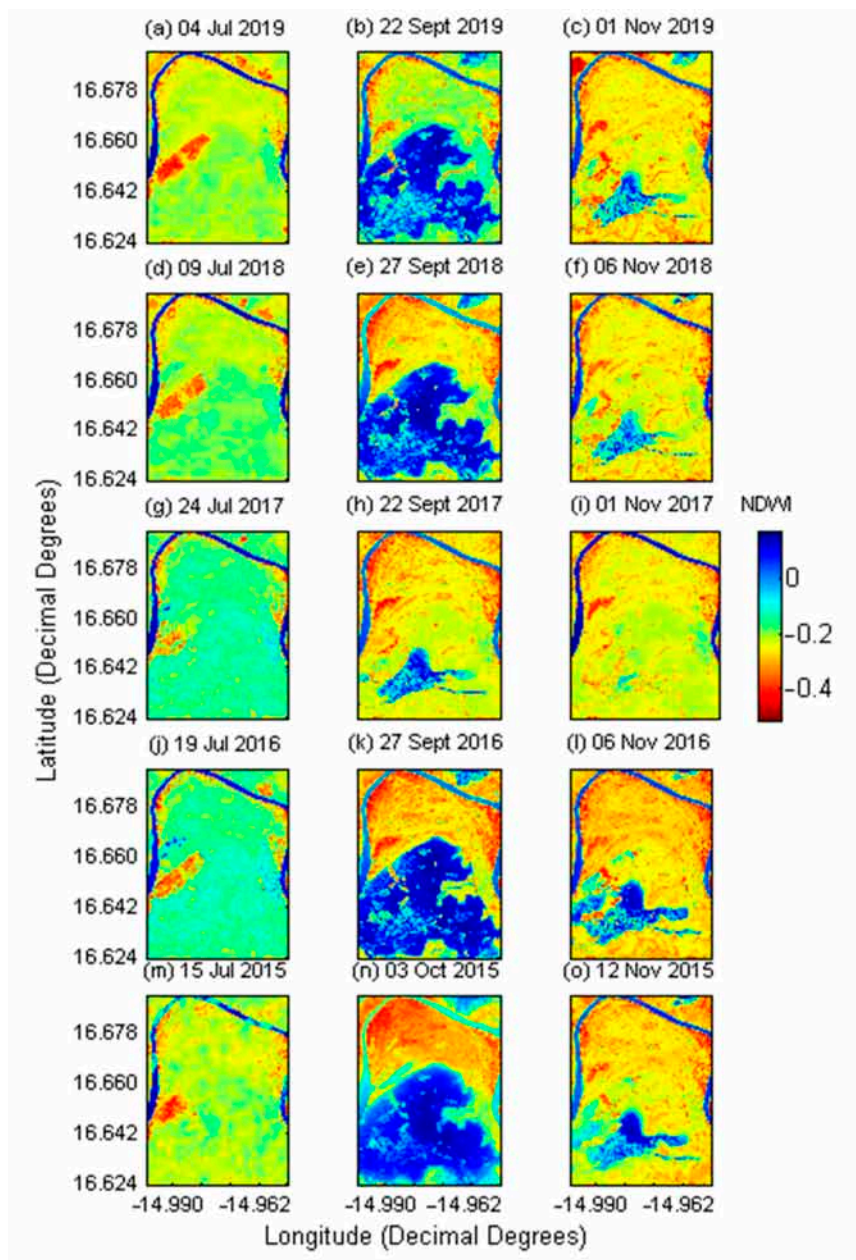 (a) 04 Jul 2019 (b) 22 Sept 2019 (c) 01 Nov 2019
16.678
16.660
16.642
16.624
(d) 09 Jul 2018 (e) 27 Sept 2018 (f) 06 Nov 2018
16.678
16.660
16.642
16.624
(g) 24 Jul 2017 (h) 22 Sept 2017 (i) 01 Nov 2017
NDWI
16.678
16.660
16.642
16.624
0
-0.2
-0.4
Latitude (Decimal Degrees)
(j) 19 Jul 2016 (k) 27 Sept 2016 (l) 06 Nov 2016
16.678
16.660
16.642
16.624
(m) 15 Jul 2015 (n) 03 Oct 2015 (o) 12 Nov 2015
16.678
16.660
16.642
16.624
-14.990 -14.962 -14.990 -14.962 -14.990 -14.962
Longitude (Decimal Degrees)